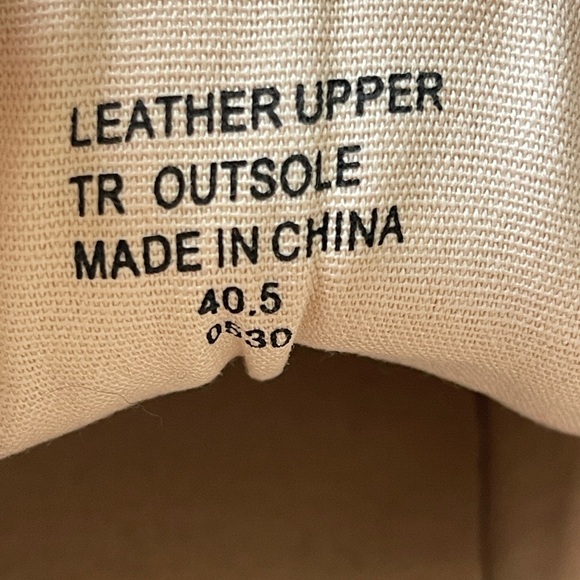 LEATHER UPPER
TR OUTSOLE
MADE IN CHINA
40.5
0530